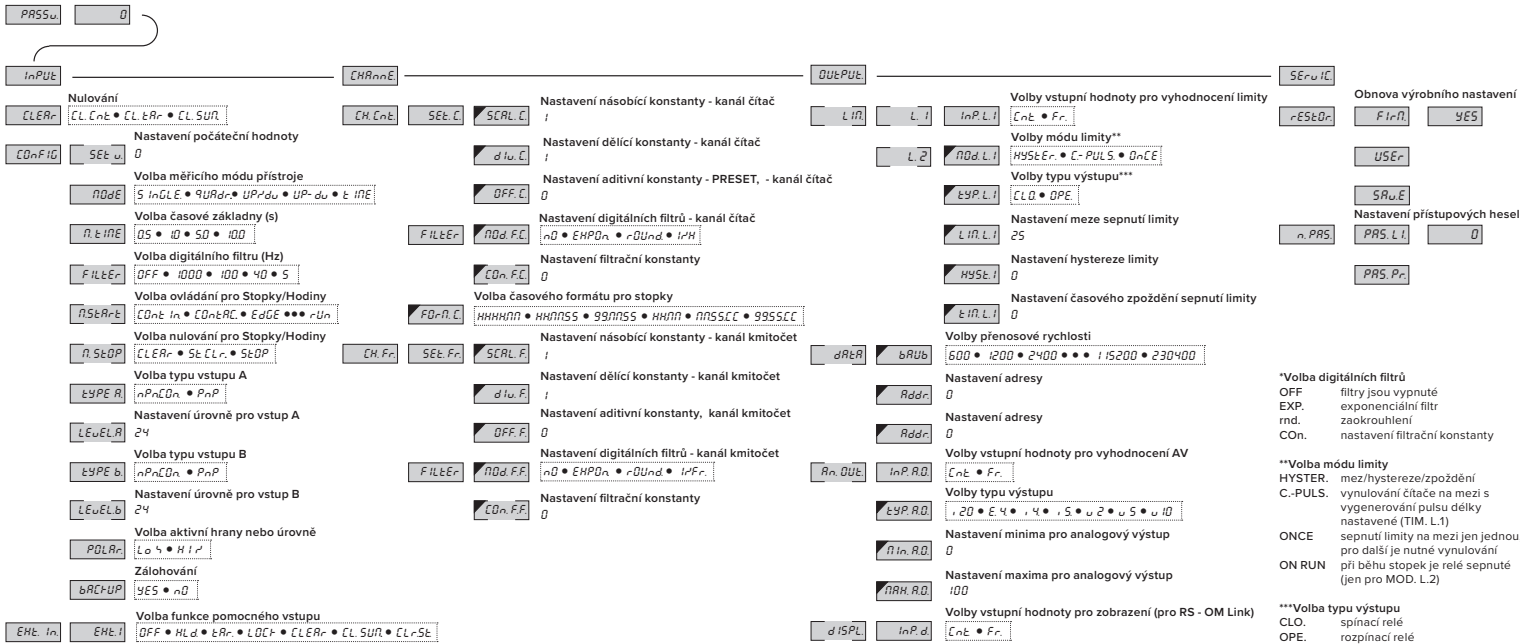 PASSv. 0
InPUt
CLEAr
Nulování
CL. Cnt • CL. tAr • CL. SUM.
COnFIG
Nastavení počáteční hodnoty
SEt v. 0
Volba měřicího módu přístroje
MOdE SInGLE. • qUAdr. • UP/du • UP-du • tIME
Volba časové základny (s)
M. tIME 0.5 • 1.0 • 5.0 • 10.0
Volba digitálního filtru (Hz)
FILtEr OFF • 1000 • 100 • 40 • 5
Volba ovládání pro Stopky/Hodiny
M.StArt COnt In • COntAC. • EdGE ••• rUn
Volba nulování pro Stopky/Hodiny
M. StOP CLEAr • St CLr. • StOP
Volba typu vstupu A
tYPE A. nPnCOn. • PnP
Nastavení úrovně pro vstup A
LEvEL.A 24
Volba typu vstupu B
tYPE b. nPnCOn. • PnP
Nastavení úrovně pro vstup B
LEvEL.b 24
Volba aktivní hrany nebo úrovně
POLAr.
Zálohování
bACkUP YES • nO
Volba funkce pomocného vstupu
EXt. In. EXt.1 OFF • HLd. • tAr. • LOCk • CLEAr • CL. SUM. • CLrSt
CHAnnE.
CH. Cnt. SEt. C.
Nastavení násobící konstanty - kanál čítač
SCAL. C. 1
Nastavení dělící konstanty - kanál čítač
dIv. C. 1
Nastavení aditivní konstanty - PRESET, - kanál čítač
OFF. C. 0
Nastavení digitálních filtrů - kanál čítač
FILtEr MOd. F.C. nO • EXPOn. • rOUnd. • 1/X
Nastavení filtrační konstanty
COn. F.C. 0
Volba časového formátu pro stopky
FOrM. C. HHHHMM • HHMMSS • 99MMSS • HHMM • MMSS.CC • 99SS.CC
CH. Fr. SEt. Fr.
Nastavení násobící konstanty - kanál kmitočet
SCAL. F. 1
Nastavení dělící konstanty - kanál kmitočet
dIv. F. 1
Nastavení aditivní konstanty, kanál kmitočet
OFF. F. 0
Nastavení digitálních filtrů - kanál kmitočet
FILtEr MOd. F.F. nO • EXPOn. • rOUnd. • 1/Fr.
Nastavení filtrační konstanty
COn. F.F. 0
OUtPUt.
LIM. L. 1
L. 2
Volby vstupní hodnoty pro vyhodnocení limity
InP. L.1 Cnt • Fr.
Volby módu limity**
MOd. L.1 HYStEr. • C.- PULS. • OnCE
Volby typu výstupu***
tYP. L.1 CLO. • OPE.
Nastavení meze sepnutí limity
LIM. L.1 25
Nastavení hystereze limity
HYSt.1 0
Nastavení časového zpoždění sepnutí limity
tIM. L.1 0
Volby přenosové rychlosti
dAtA bAUb 600 • 1200 • 2400 ••• 115200 • 230400
Nastavení adresy
Addr. 0
Nastavení adresy
Addr. 0
Volby vstupní hodnoty pro vyhodnocení AV
An. OUt. InP. A.O. Cnt • Fr.
Volby typu výstupu
tYP. A.O. i 20 • E. 4 • i 4. • i 5. • u 2 • u 5 • u 10
Nastavení minima pro analogový výstup
MIn. A.O. 0
Nastavení maxima pro analogový výstup
MAX. A.O. 100
Volby vstupní hodnoty pro zobrazení (pro RS - OM Link)
dISPL. InP. d. Cnt • Fr.
SErvIC.
Obnova výrobního nastavení
rEStOr. FIrM. YES
USEr
SAv.E
Nastavení přístupových hesel
n. PAS. PAS. L1. 0
PAS. Pr.
*Volba digitálních filtrů
OFF filtry jsou vypnuté
EXP. exponenciální filtr
rnd. zaokrouhlení
COn. nastavení filtrační konstanty
**Volba módu limity
HYSTER. mez/hystereze/zpoždění
C.-PULS. vynulování čítače na mezi s
vygenerování pulsu délky
nastavené (TIM. L.1)
ONCE sepnutí limity na mezi jen jednou
pro další je nutné vynulování
ON RUN při běhu stopek je relé sepnuté
(jen pro MOD. L.2)
***Volba typu výstupu
CLO. spínací relé
OPE. rozpínací relé